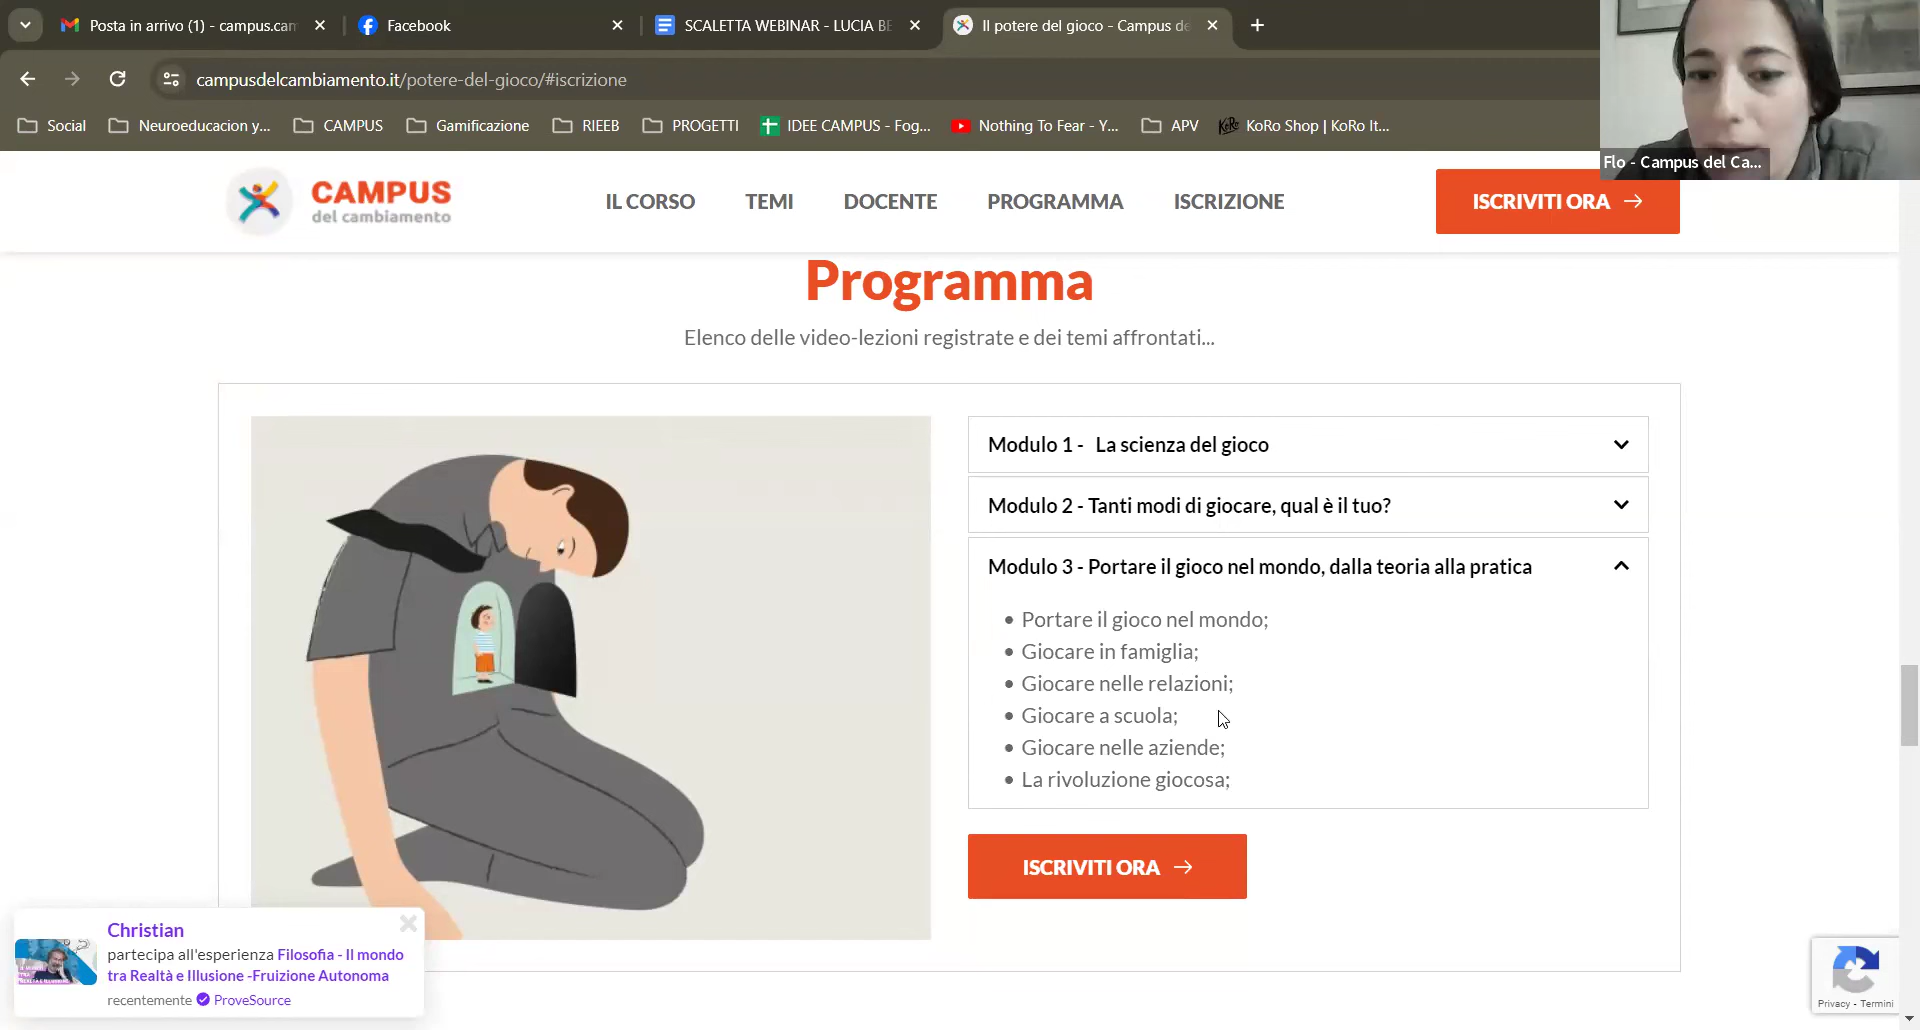 Posta in arrivo (1) - campus.can
Facebook
SCALETTA WEBINAR - LUCIA BE
Il potere del gioco - Campus de
campusdelcambiamento.it/potere-del-gioco/#iscrizione
Social
Neuroeducacion y...
CAMPUS
Gamificazione
RIEEB
PROGETTI
IDEE CAMPUS - Fog...
Nothing To Fear - Y...
APV
KoRo Shop | KoRo It...
Flo - Campus del Ca...
CAMPUS
del cambiamento
IL CORSO
TEMI
DOCENTE
PROGRAMMA
ISCRIZIONE
ISCRIVITI ORA
Programma
Elenco delle video-lezioni registrate e dei temi affrontati...
Modulo 1 - La scienza del gioco
Modulo 2 - Tanti modi di giocare, qual è il tuo?
Modulo 3 - Portare il gioco nel mondo, dalla teoria alla pratica
• Portare il gioco nel mondo;
• Giocare in famiglia;
• Giocare nelle relazioni;
• Giocare a scuola;
• Giocare nelle aziende;
• La rivoluzione giocosa;
ISCRIVITI ORA
Christian
partecipa all'esperienza Filosofia - Il mondo
tra Realtà e Illusione -Fruizione Autonoma
recentemente ProveSource
Privacy - Termini